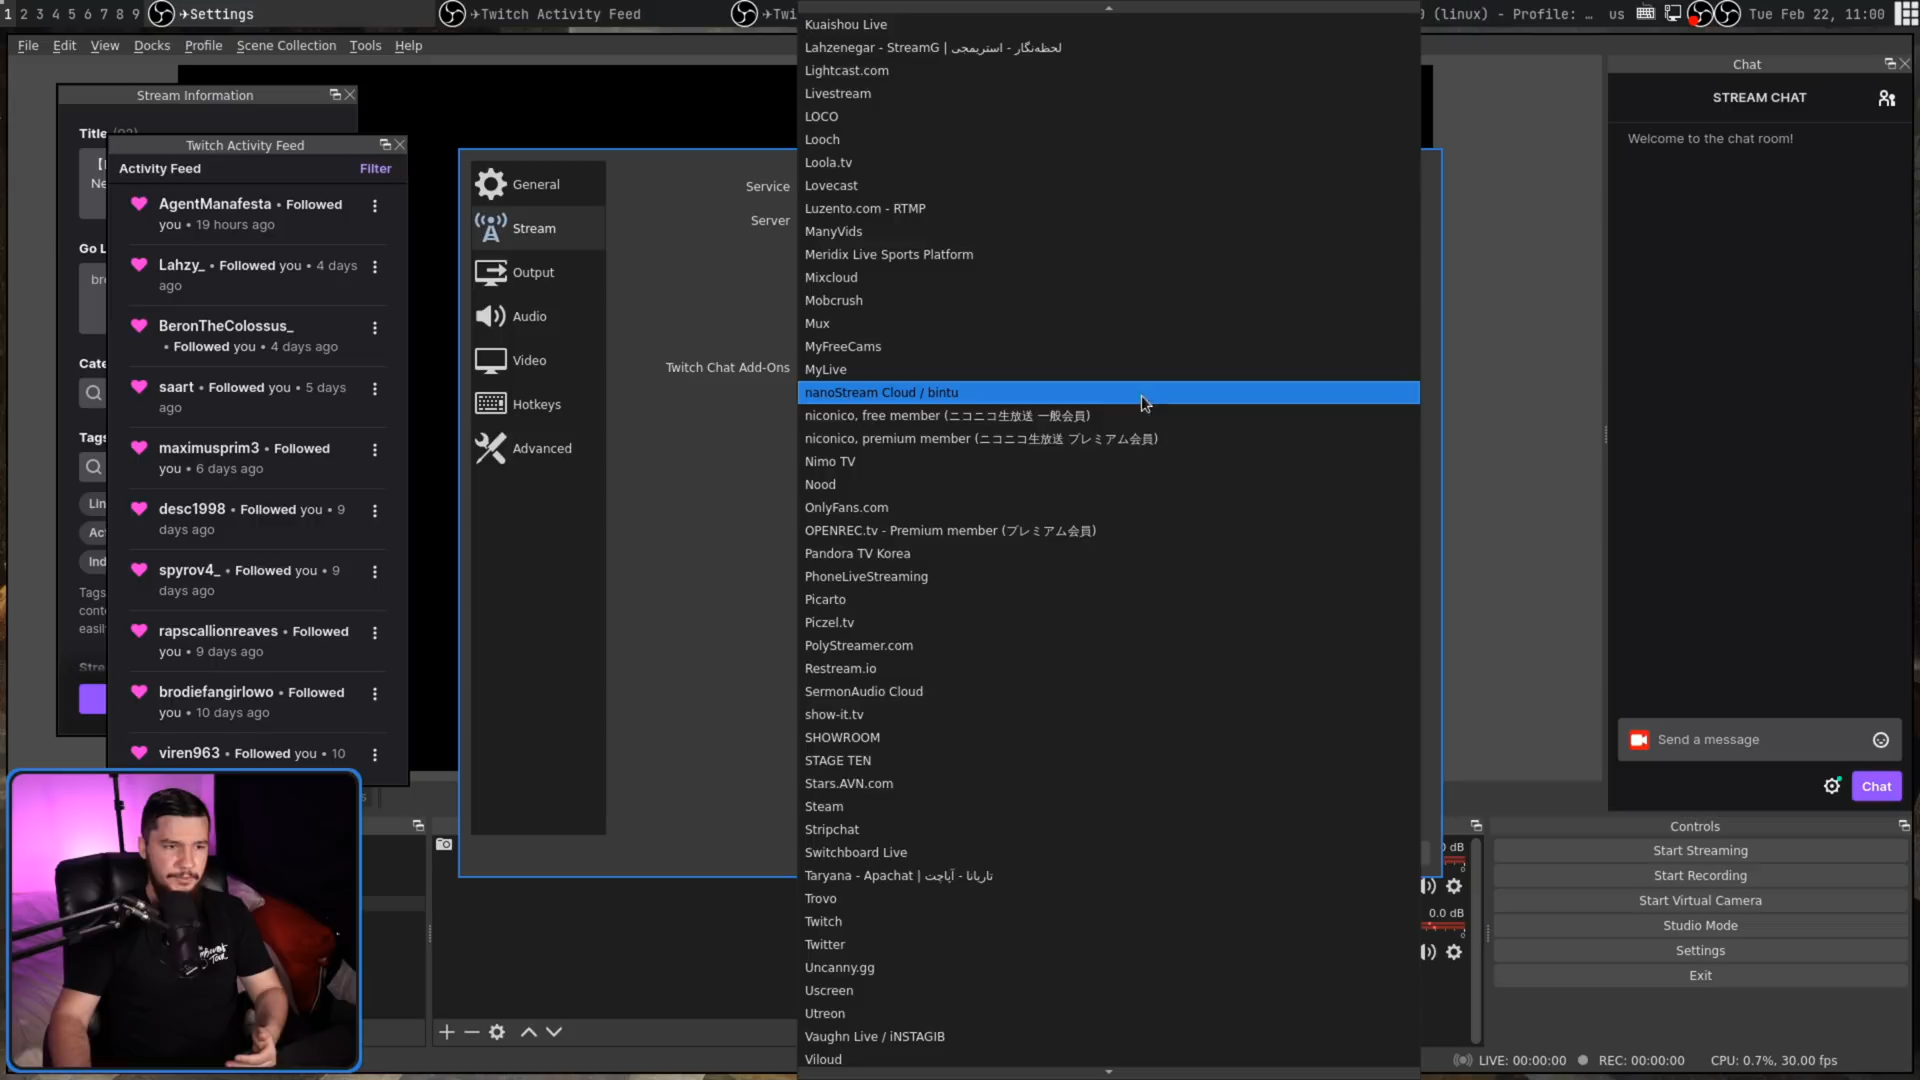 1 2 3 4 5 6 7 8 9
Settings
Twitch Activity Feed
Twi
(linux) - Profile: ...
us
Tue Feb 22, 11:00
File Edit View Docks Profile Scene Collection Tools Help
Stream Information
Title
Ne
Go L
bro
Cate
Tags
Lin
Act
Ind
Tags
conte
easil
Twitch Activity Feed
Activity Feed
Filter
AgentManafesta • Followed
you • 19 hours ago
Lahzy_ • Followed you • 4 days
ago
BeronTheColossus_
• Followed you • 4 days ago
saart • Followed you • 5 days
ago
maximusprim3 • Followed
you • 6 days ago
desc1998 • Followed you • 9
days ago
spyrov4_ • Followed you • 9
days ago
rapscallionreaves • Followed
you • 9 days ago
brodiefangirlowo • Followed
you • 10 days ago
viren963 • Followed you • 10
General
Stream
Output
Audio
Video
Hotkeys
Advanced
Service
Server
Twitch Chat Add-Ons
Kuaishou Live
Lahzenegar - StreamG | لحظه‌نگار - استریمجی
Lightcast.com
Livestream
LOCO
Looch
Loola.tv
Lovecast
Luzento.com - RTMP
ManyVids
Meridix Live Sports Platform
Mixcloud
Mobcrush
Mux
MyFreeCams
MyLive
nanoStream Cloud / bintu
niconico, free member (ニコニコ生放送 一般会員)
niconico, premium member (ニコニコ生放送 プレミアム会員)
Nimo TV
Nood
OnlyFans.com
OPENREC.tv - Premium member (プレミアム会員)
Pandora TV Korea
PhoneLiveStreaming
Picarto
Piczel.tv
PolyStreamer.com
Restream.io
SermonAudio Cloud
show-it.tv
SHOWROOM
STAGE TEN
Stars.AVN.com
Steam
Stripchat
Switchboard Live
Taryana - Apachat | تاریانا - آپاچت
Trovo
Twitch
Twitter
Uncanny.gg
Uscreen
Utreon
Vaughn Live / iNSTAGIB
Viloud
Chat
STREAM CHAT
Welcome to the chat room!
Send a message
Chat
dB
0.0 dB
Controls
Start Streaming
Start Recording
Start Virtual Camera
Studio Mode
Settings
Exit
LIVE: 00:00:00
REC: 00:00:00
CPU: 0.7%, 30.00 fps